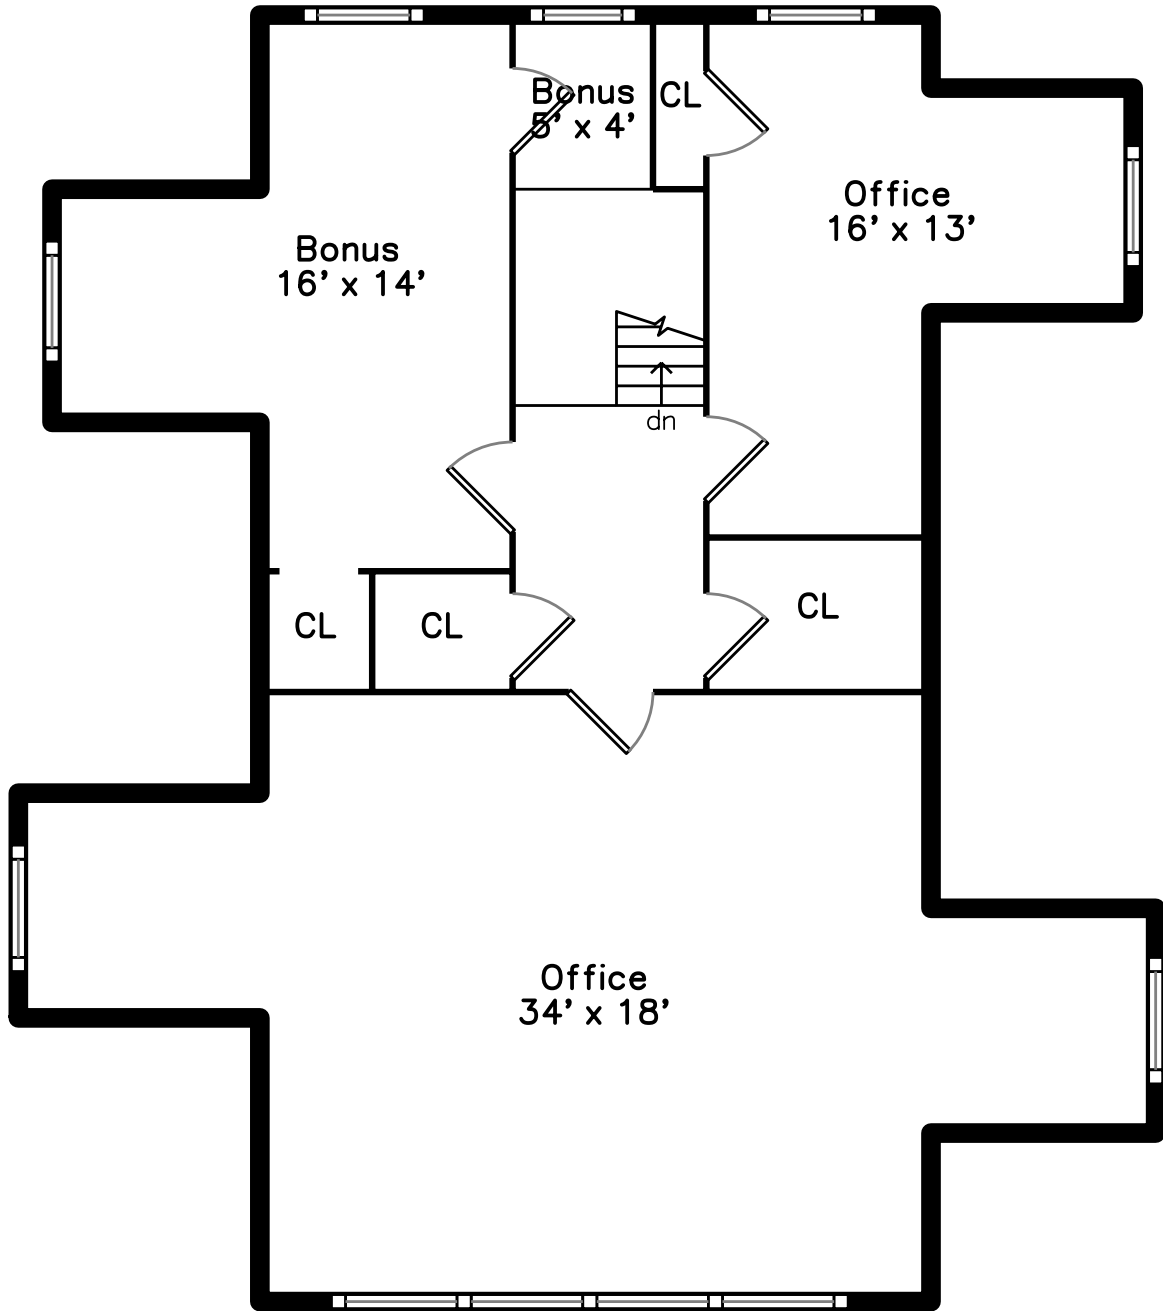 Bonus
5' x 4'
CL
Office
16' x 13'
Bonus
16' x 14'
dn
CL
CL
CL
Office
34' x 18'